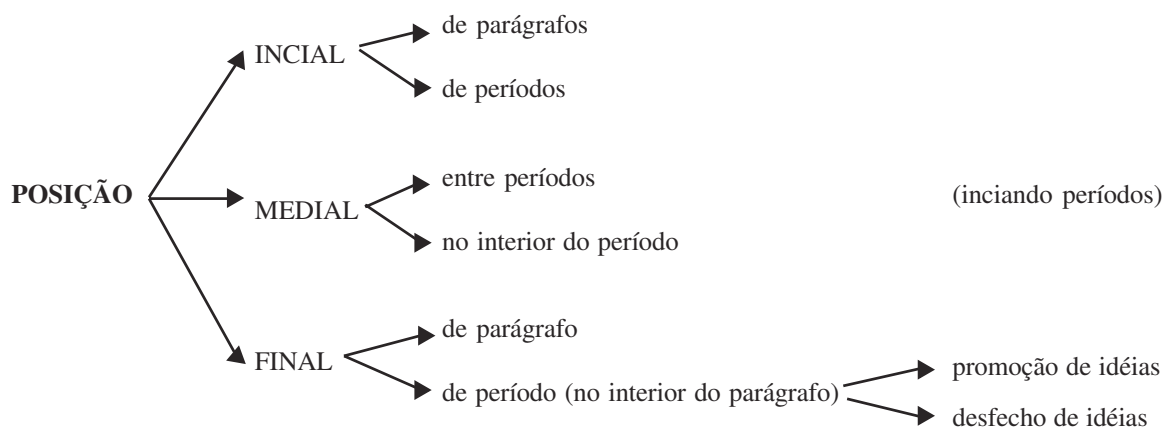 de parágrafos
INCIAL
de períodos
entre períodos
POSIÇÃO (inciando períodos)
MEDIAL
no interior do período
de parágrafo
FINAL
promoção de idéias
de período (no interior do parágrafo)
desfecho de idéias